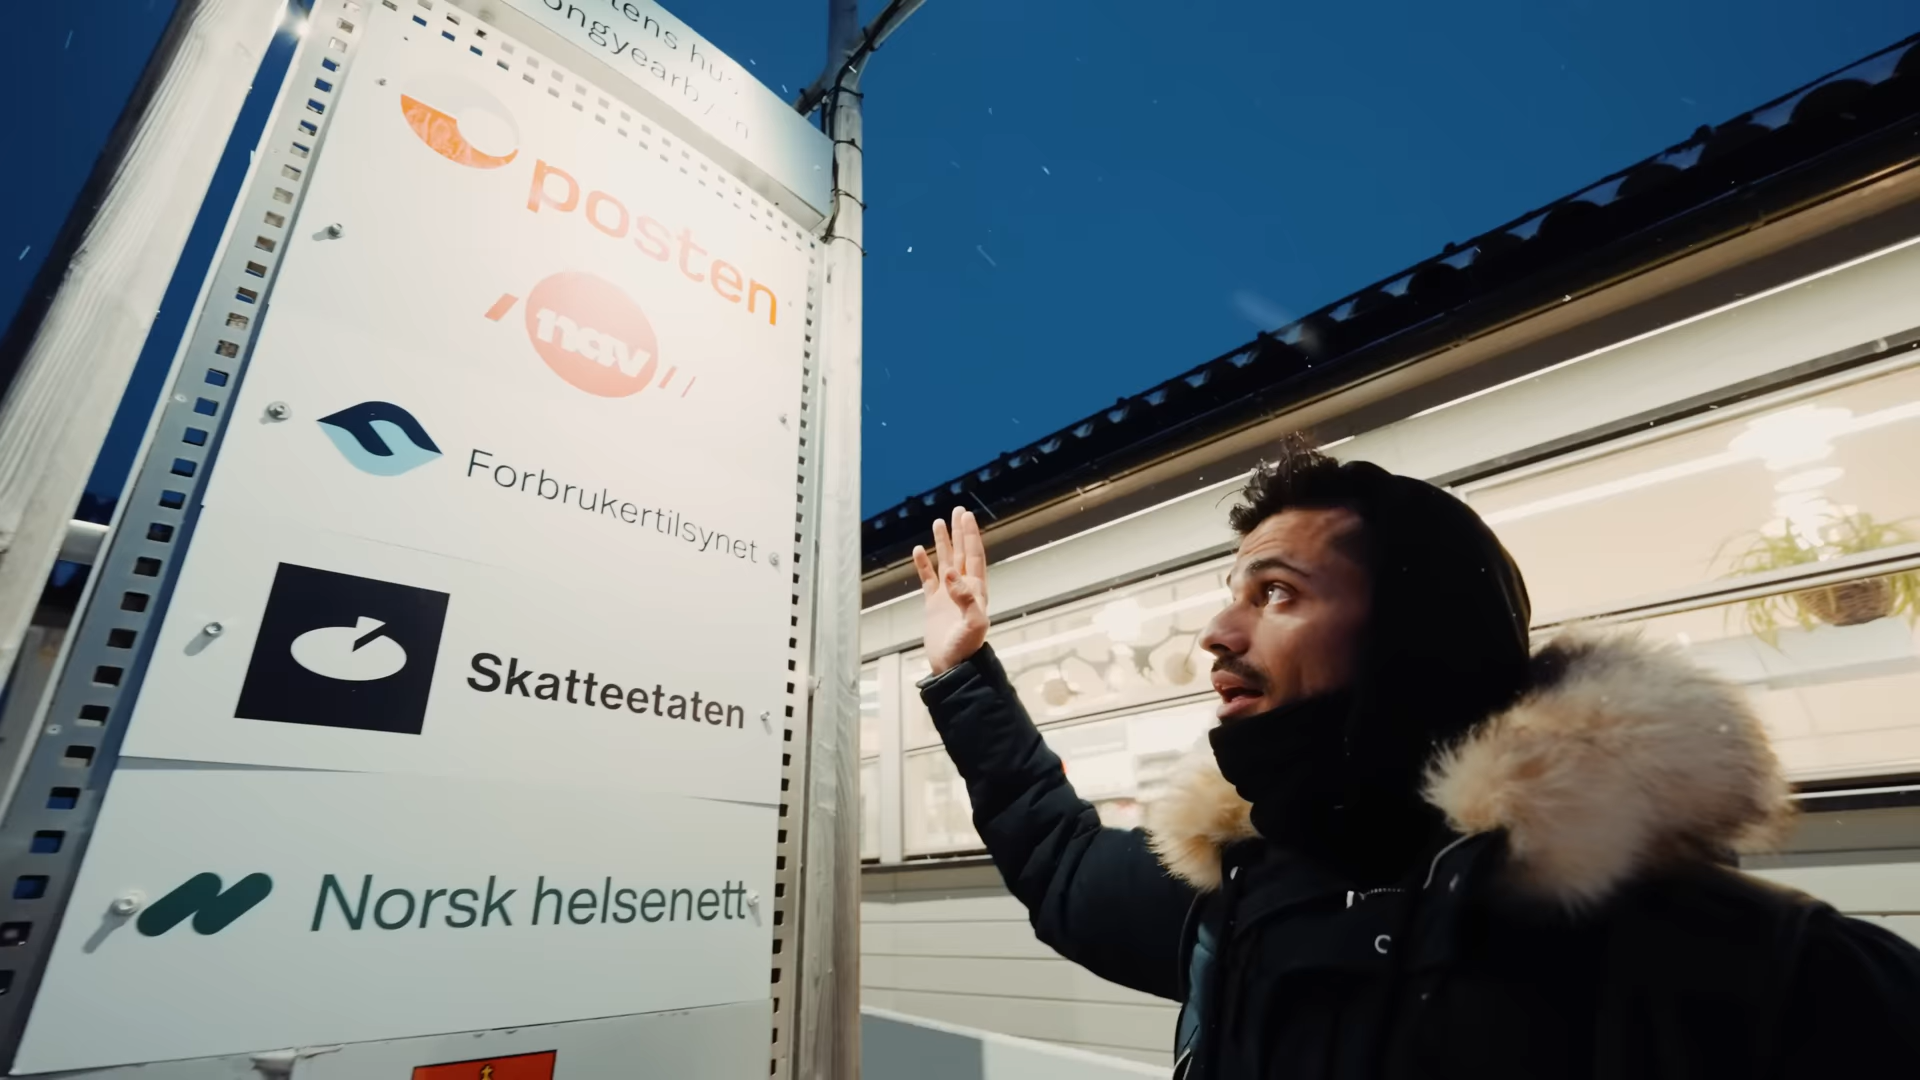 posten
nav
Forbrukertilsynet
Skatteetaten
Norsk helsenett